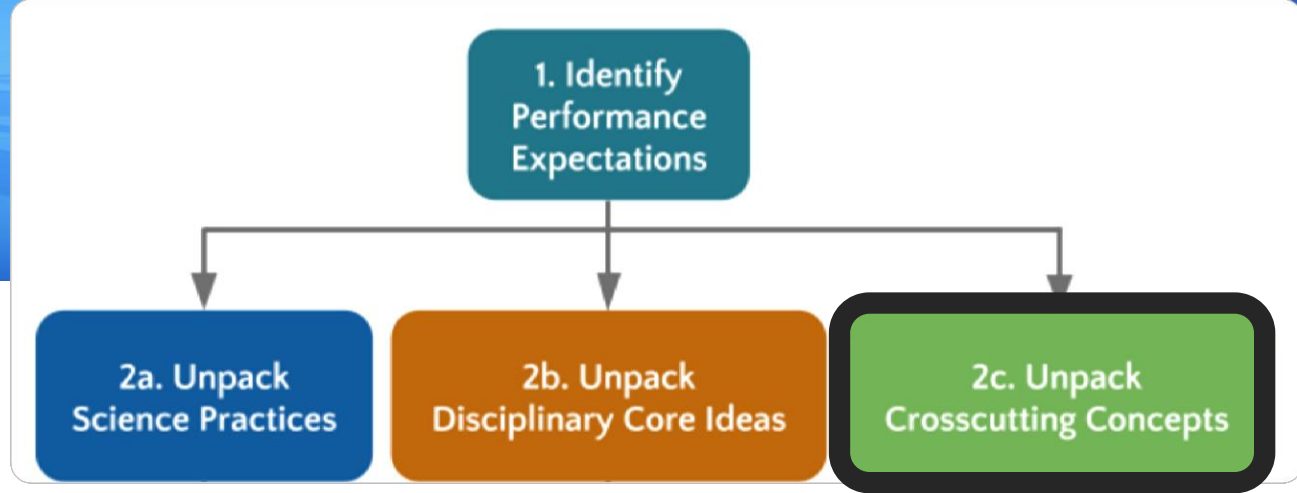 1. Identify
Performance
Expectations
2a. Unpack
Science Practices
2b. Unpack
Disciplinary Core Ideas
2c. Unpack
Crosscutting Concepts